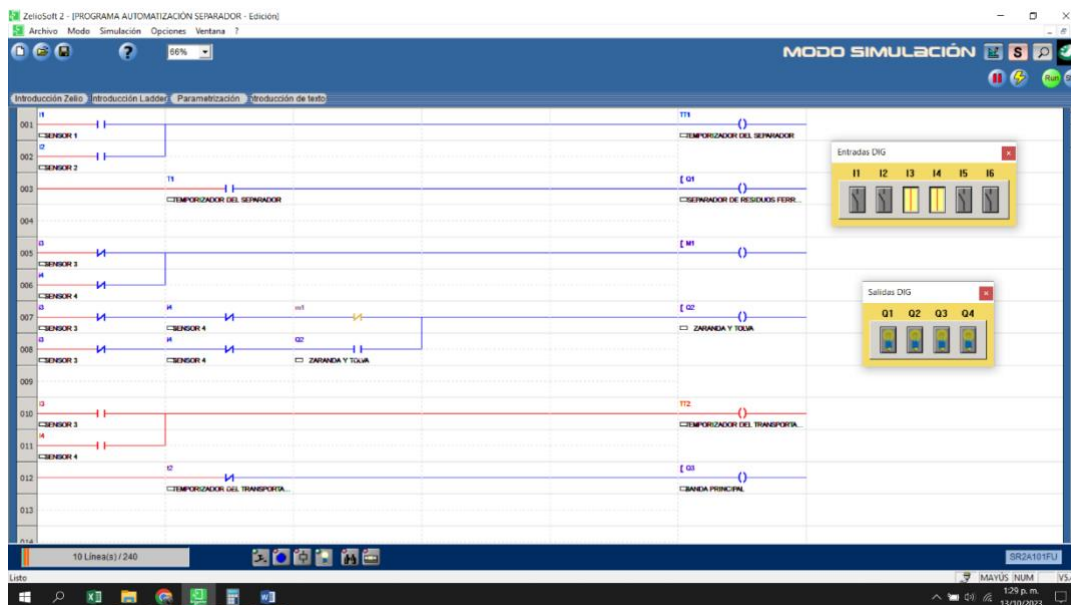 ZelioSoft 2 - [PROGRAMA AUTOMATIZACIÓN SEPARADOR - Edición]
Archivo Modo Simulación Opciones Ventana ?
66%
MODO SIMULACIÓN
S
Run
Introducción Zelio Introducción Ladder Parametrización troducción de texto
001
I1
SENSOR 1
TT1
TEMPORIZADOR DEL SEPARADOR
002
I2
SENSOR 2
003
T1
TEMPORIZADOR DEL SEPARADOR
[ Q1
SEPARADOR DE RESIDUOS FERR...
004
005
i3
SENSOR 3
[ M1
006
i4
SENSOR 4
007
i3
SENSOR 3
i4
SENSOR 4
m1
[ Q2
ZARANDA Y TOLVA
008
i3
SENSOR 3
i4
SENSOR 4
Q2
ZARANDA Y TOLVA
009
010
I3
SENSOR 3
TT2
TEMPORIZADOR DEL TRANSPORTA...
011
I4
SENSOR 4
012
t2
TEMPORIZADOR DEL TRANSPORTA...
[ Q3
BANDA PRINCIPAL
013
014
Entradas DIG
I1 I2 I3 I4 I5 I6
Salidas DIG
Q1 Q2 Q3 Q4
10 Línea(s) / 240
SR2A101FU
Listo
MAYÚS NUM
1:29 p. m.
13/10/2023